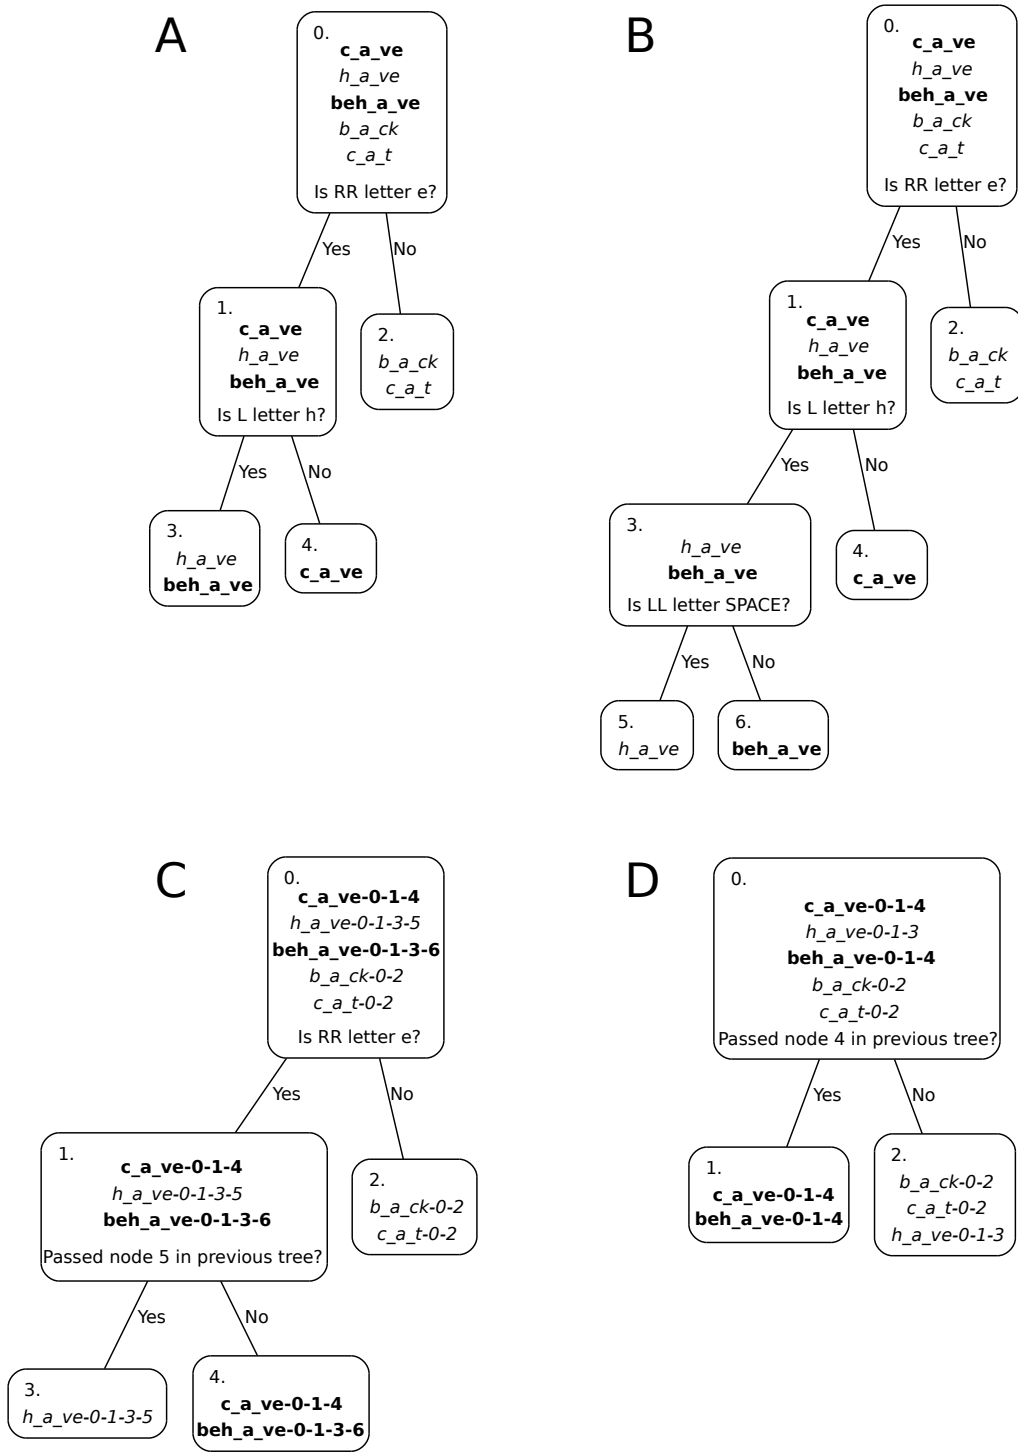 A
0.
c_a_ve
h_a_ve
beh_a_ve
b_a_ck
c_a_t
Is RR letter e?
Yes
No
1.
c_a_ve
h_a_ve
beh_a_ve
Is L letter h?
2.
b_a_ck
c_a_t
Yes
No
3.
h_a_ve
beh_a_ve
4.
c_a_ve
B
0.
c_a_ve
h_a_ve
beh_a_ve
b_a_ck
c_a_t
Is RR letter e?
Yes
No
1.
c_a_ve
h_a_ve
beh_a_ve
Is L letter h?
2.
b_a_ck
c_a_t
Yes
No
3.
h_a_ve
beh_a_ve
Is LL letter SPACE?
4.
c_a_ve
Yes
No
5.
h_a_ve
6.
beh_a_ve
C
0.
c_a_ve-0-1-4
h_a_ve-0-1-3-5
beh_a_ve-0-1-3-6
b_a_ck-0-2
c_a_t-0-2
Is RR letter e?
Yes
No
1.
c_a_ve-0-1-4
h_a_ve-0-1-3-5
beh_a_ve-0-1-3-6
Passed node 5 in previous tree?
2.
b_a_ck-0-2
c_a_t-0-2
Yes
No
3.
h_a_ve-0-1-3-5
4.
c_a_ve-0-1-4
beh_a_ve-0-1-3-6
D
0.
c_a_ve-0-1-4
h_a_ve-0-1-3
beh_a_ve-0-1-4
b_a_ck-0-2
c_a_t-0-2
Passed node 4 in previous tree?
Yes
No
1.
c_a_ve-0-1-4
beh_a_ve-0-1-4
2.
b_a_ck-0-2
c_a_t-0-2
h_a_ve-0-1-3